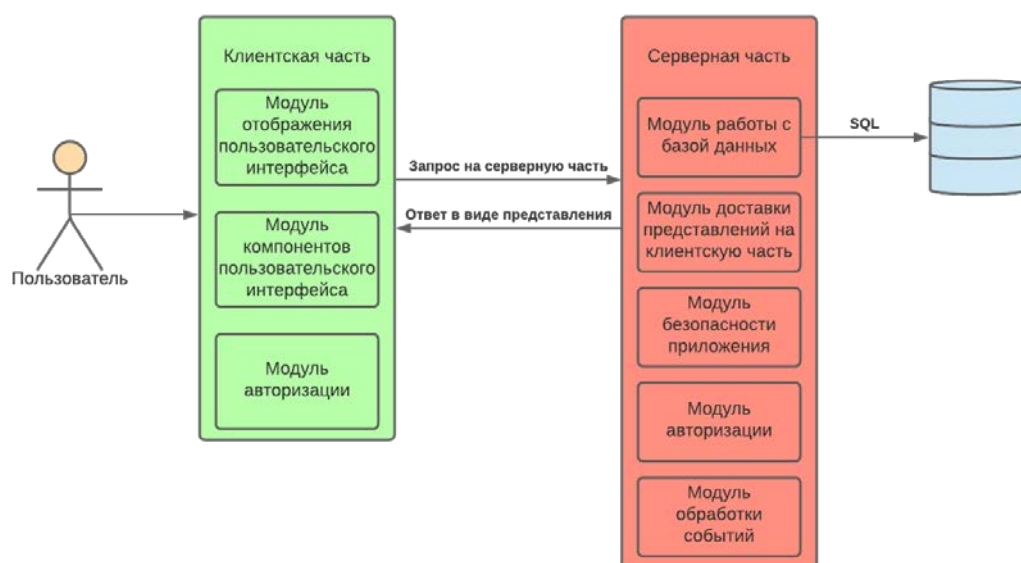 Клиентская часть
Модуль
отображения
пользовательского
интерфейса
Модуль
компонентов
пользовательского
интерфейса
Модуль
авторизации
Пользователь
Запрос на серверную часть
Ответ в виде представления
Серверная часть
Модуль работы с
базой данных
Модуль доставки
представлений на
клиентскую часть
Модуль
безопасности
приложения
Модуль
авторизации
Модуль
обработки
событий
SQL